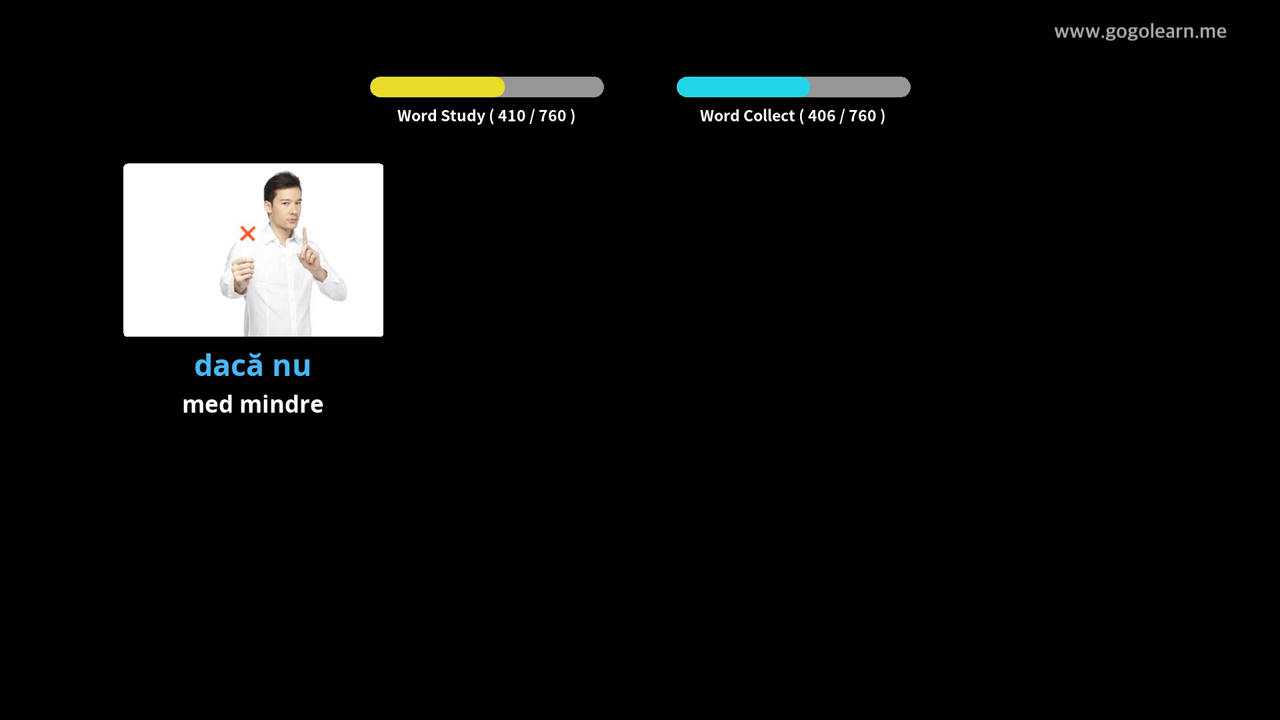 www.gogolearn.me
Word Study ( 410 / 760 )
Word Collect ( 406 / 760 )
dacă nu
med mindre